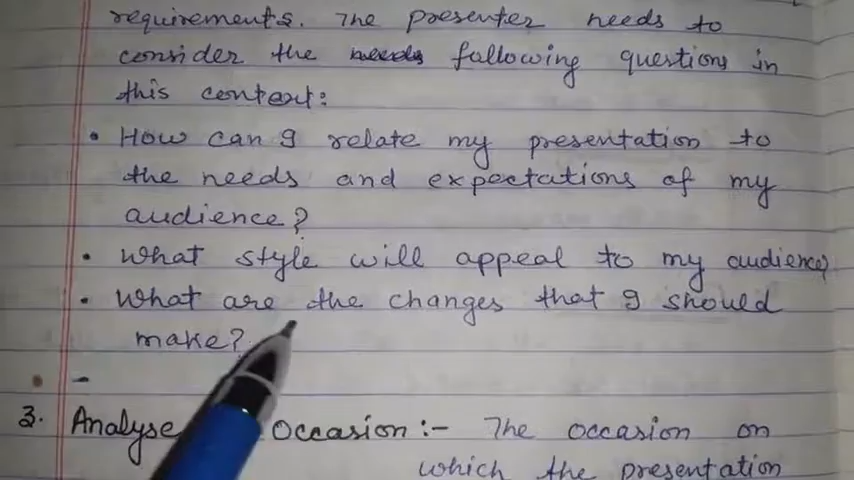 requirements. The presenter needs to
consider the needs following questions in
this context:
• How can I relate my presentation to
the needs and expectations of my
audience?
• What style will appeal to my audience?
• What are the changes that I should
make?
-
3. Analyse Occasion :- The occasion on
which the presentation